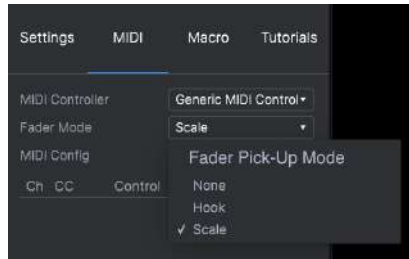 Settings MIDI Macro Tutorials
MIDI Controller Generic MIDI Control
Fader Mode Scale
MIDI Config Fader Pick-Up Mode
Ch CC Control None
Hook
✓ Scale